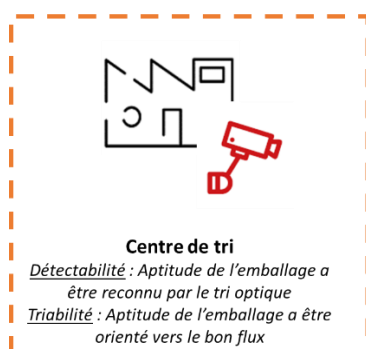 Centre de tri
Détectabilité : Aptitude de l'emballage a
être reconnu par le tri optique
Triabilité : Aptitude de l'emballage a être
orienté vers le bon flux